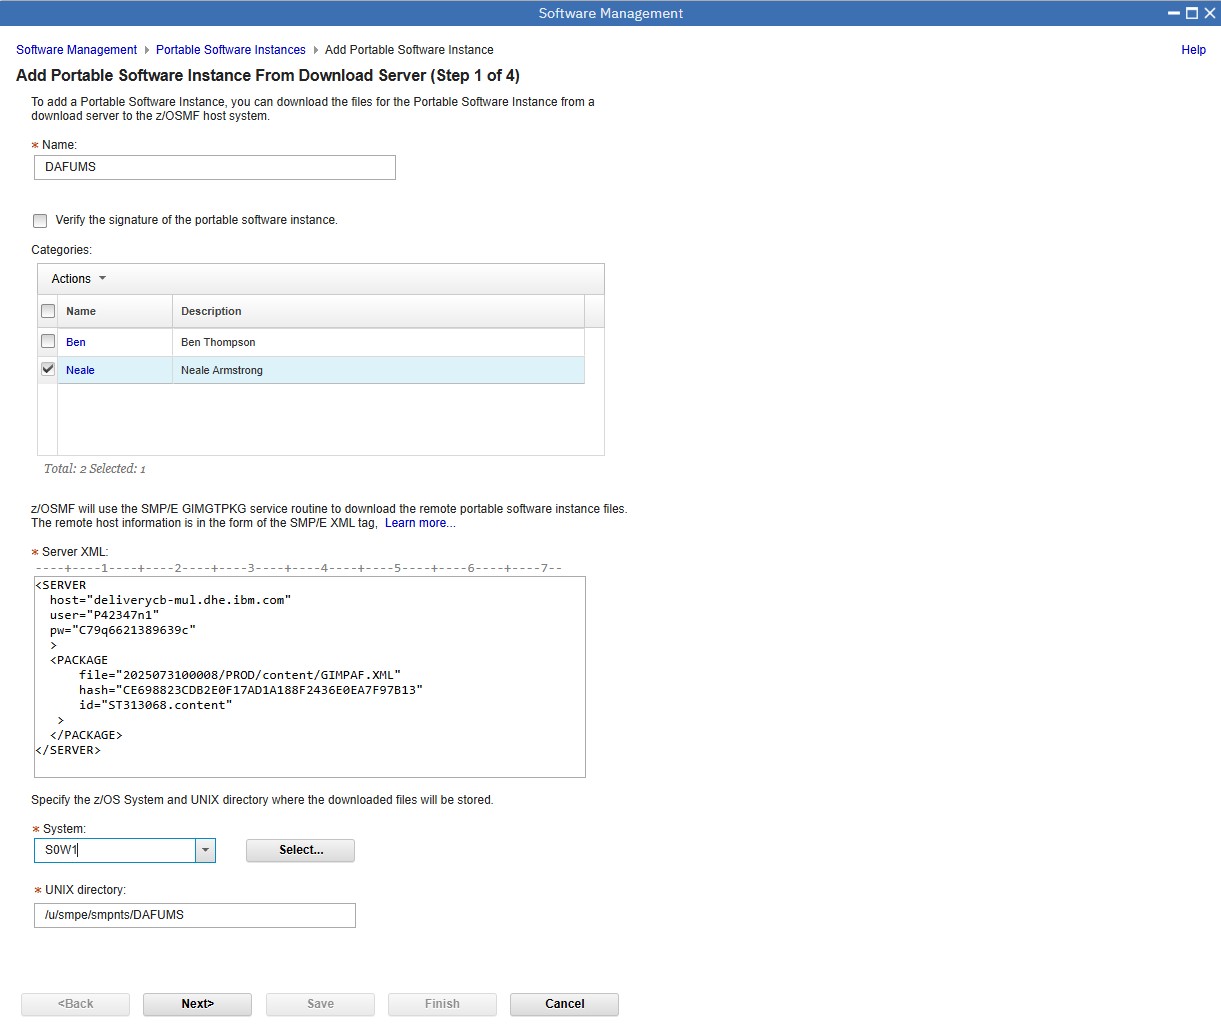 Software Management
Software Management Portable Software Instances Add Portable Software Instance Help
Add Portable Software Instance From Download Server (Step 1 of 4)
To add a Portable Software Instance, you can download the files for the Portable Software Instance from a
download server to the z/OSMF host system.
* Name:
DAFUMS
Verify the signature of the portable software instance.
Categories:
Actions
Name Description
Ben Ben Thompson
Neale Neale Armstrong
Total: 2 Selected: 1
z/OSMF will use the SMP/E GIMGTPKG service routine to download the remote portable software instance files.
The remote host information is in the form of the SMP/E XML tag, Learn more...
* Server XML:
----+----1----+----2----+----3----+----4----+----5----+----6----+----7--
<SERVER
host="deliverycb-mul.dhe.ibm.com"
user="P42347n1"
pw="C79q6621389639c"
>
<PACKAGE
file="2025073100008/PROD/content/GIMPAF.XML"
hash="CE698823CDB2E0F17AD1A188F2436E0EA7F97B13"
id="ST313068.content"
>
</PACKAGE>
</SERVER>
Specify the z/OS System and UNIX directory where the downloaded files will be stored.
* System:
S0W1 Select...
* UNIX directory:
/u/smpe/smpnts/DAFUMS
<Back Next> Save Finish Cancel